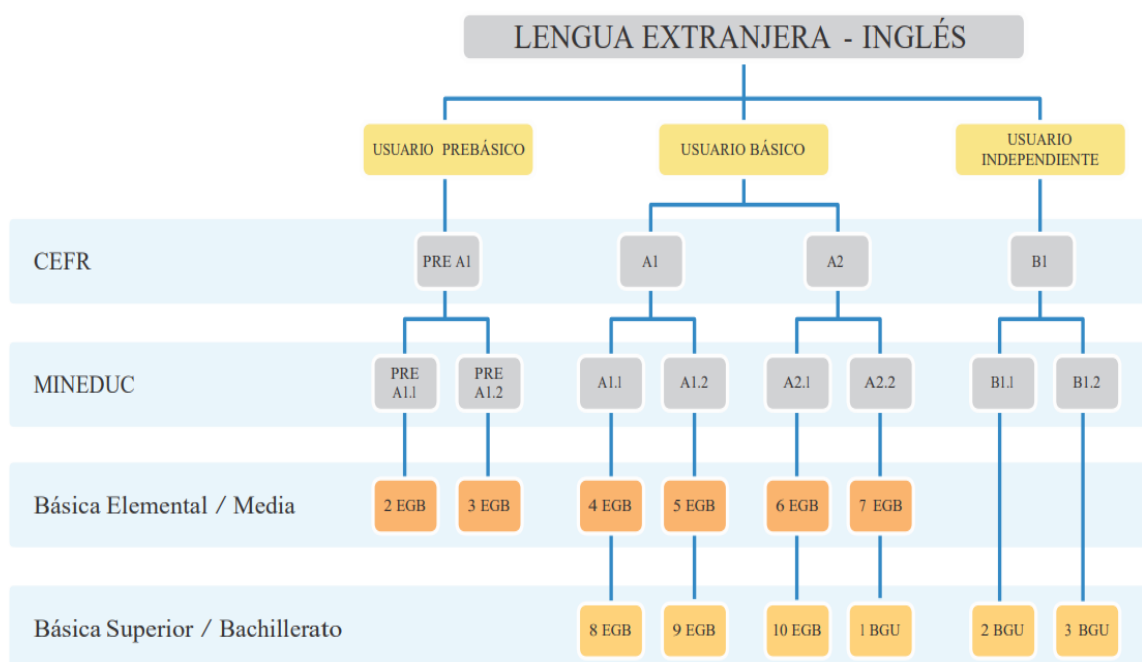 LENGUA EXTRANJERA - INGLÉS
USUARIO PREBÁSICO
USUARIO BÁSICO
USUARIO
INDEPENDIENTE
CEFR
PRE A1
A1
A2
B1
MINEDUC
PRE
A1.1
PRE
A1.2
A1.1
A1.2
A2.1
A2.2
B1.1
B1.2
Básica Elemental / Media
2 EGB
3 EGB
4 EGB
5 EGB
6 EGB
7 EGB
Básica Superior / Bachillerato
8 EGB
9 EGB
10 EGB
1 BGU
2 BGU
3 BGU